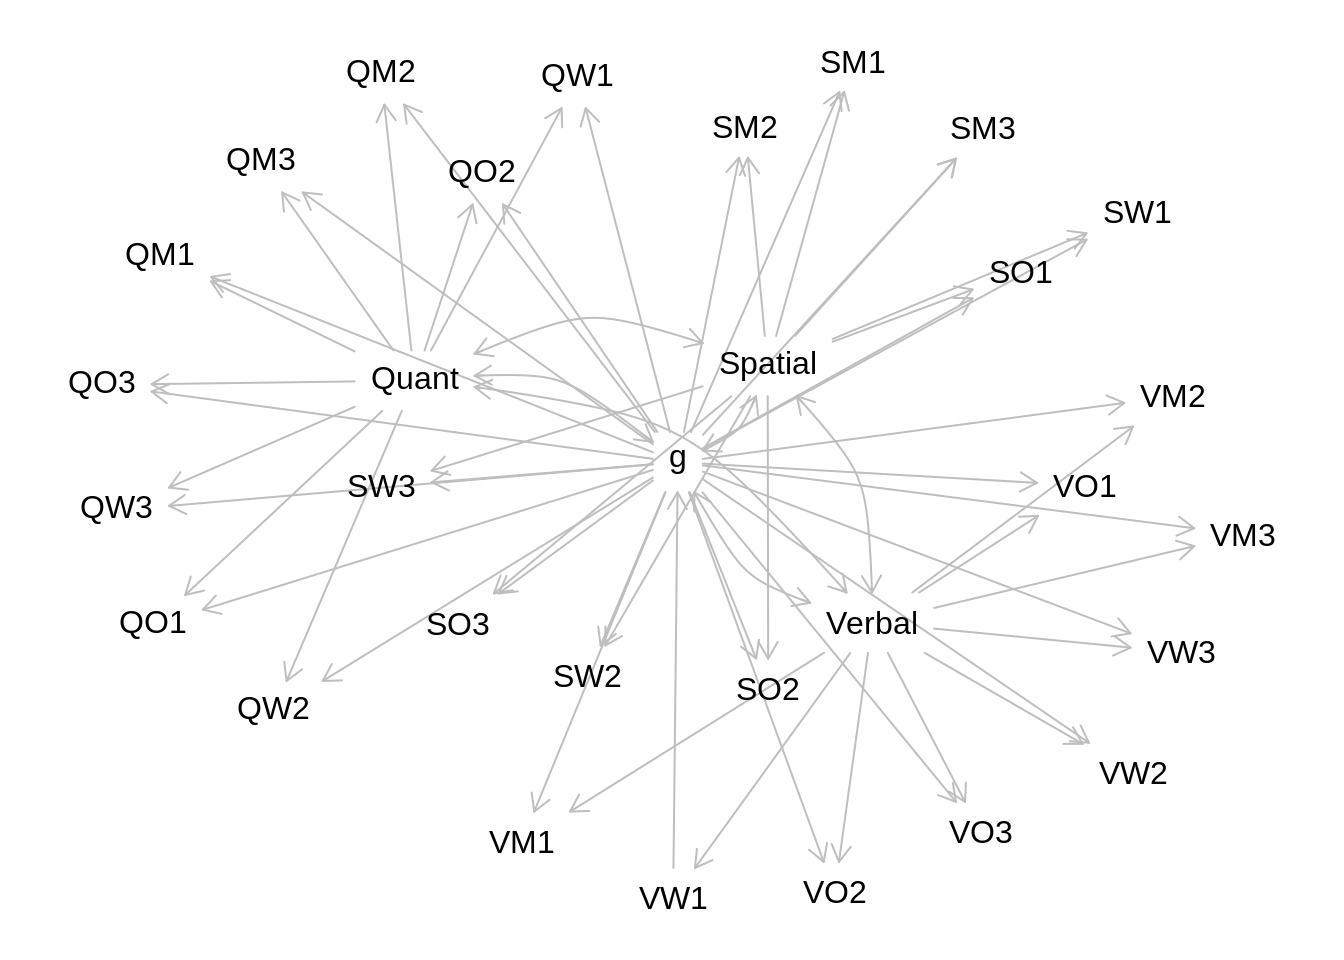 SM1
QM2
QW1
SM2
SM3
QM3
QO2
SW1
QM1
SO1
Spatial
Quant
QO3
VM2
g
SW3
VO1
QW3
VM3
QO1
SO3
Verbal
VW3
SW2
SO2
QW2
VW2
VO3
VM1
VO2
VW1